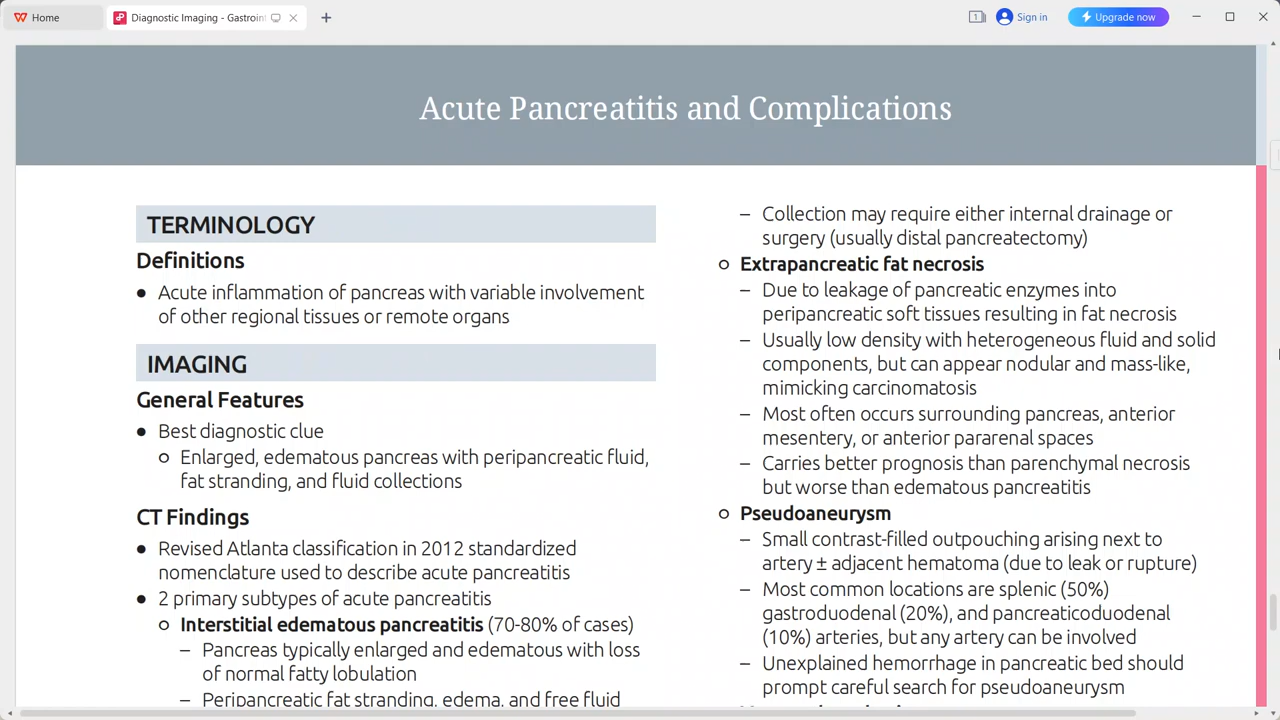 Home
Diagnostic Imaging - Gastroint
Sign in
Upgrade now
Acute Pancreatitis and Complications
TERMINOLOGY
Definitions
● Acute inflammation of pancreas with variable involvement
of other regional tissues or remote organs
IMAGING
General Features
● Best diagnostic clue
○ Enlarged, edematous pancreas with peripancreatic fluid,
fat stranding, and fluid collections
CT Findings
● Revised Atlanta classification in 2012 standardized
nomenclature used to describe acute pancreatitis
● 2 primary subtypes of acute pancreatitis
○ Interstitial edematous pancreatitis (70-80% of cases)
– Pancreas typically enlarged and edematous with loss
of normal fatty lobulation
– Peripancreatic fat stranding, edema, and free fluid
– Collection may require either internal drainage or
surgery (usually distal pancreatectomy)
○ Extrapancreatic fat necrosis
– Due to leakage of pancreatic enzymes into
peripancreatic soft tissues resulting in fat necrosis
– Usually low density with heterogeneous fluid and solid
components, but can appear nodular and mass-like,
mimicking carcinomatosis
– Most often occurs surrounding pancreas, anterior
mesentery, or anterior pararenal spaces
– Carries better prognosis than parenchymal necrosis
but worse than edematous pancreatitis
○ Pseudoaneurysm
– Small contrast-filled outpouching arising next to
artery ± adjacent hematoma (due to leak or rupture)
– Most common locations are splenic (50%)
gastroduodenal (20%), and pancreaticoduodenal
(10%) arteries, but any artery can be involved
– Unexplained hemorrhage in pancreatic bed should
prompt careful search for pseudoaneurysm